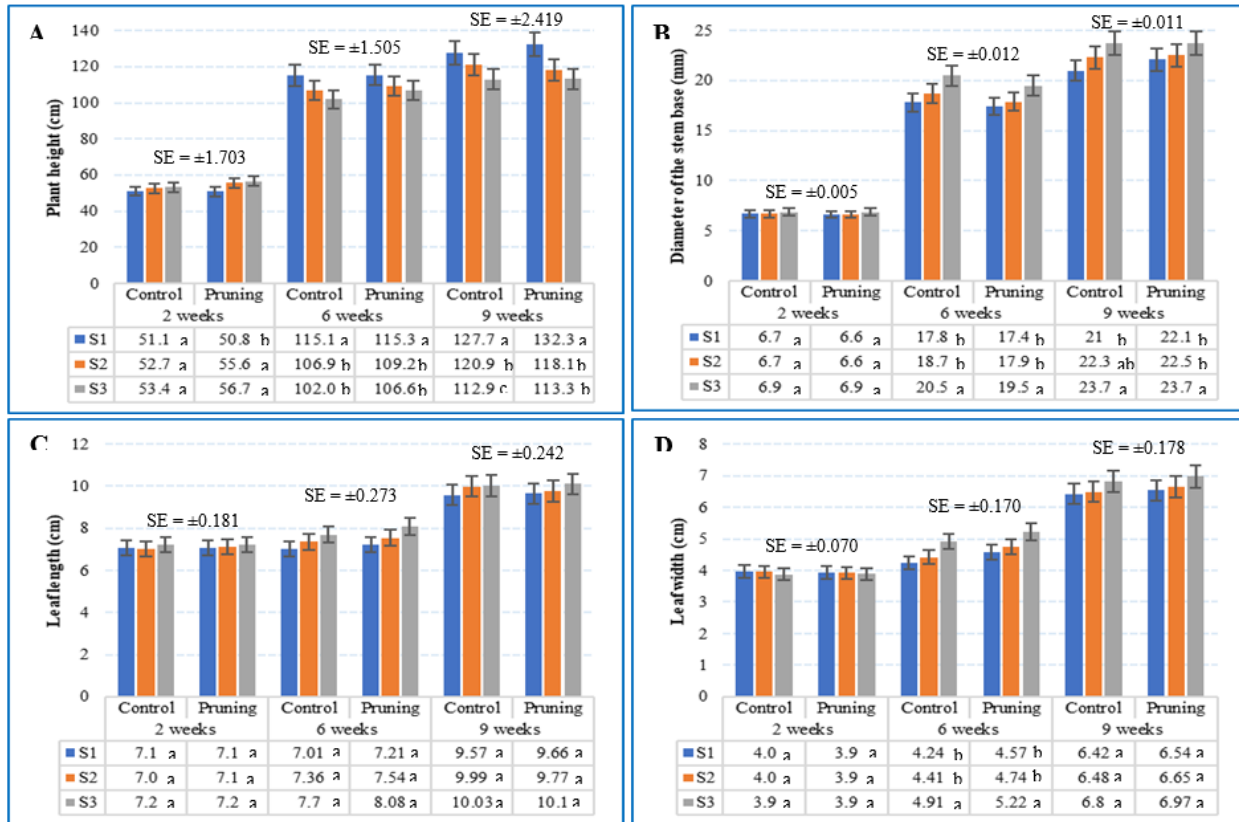 A
SE = ±1.703
SE = ±1.505
SE = ±2.419
Plant height (cm)
140
120
100
80
60
40
20
0
Control Pruning Control Pruning Control Pruning
2 weeks 6 weeks 9 weeks
S1 51.1 a 50.8 b 115.1 a 115.3 a 127.7 a 132.3 a
S2 52.7 a 55.6 a 106.9 b 109.2 b 120.9 b 118.1 b
S3 53.4 a 56.7 a 102.0 b 106.6 b 112.9 c 113.3 b
B
SE = ±0.005
SE = ±0.012
SE = ±0.011
Diameter of the stem base (mm)
25
20
15
10
5
0
Control Pruning Control Pruning Control Pruning
2 weeks 6 weeks 9 weeks
S1 6.7 a 6.6 a 17.8 b 17.4 b 21 b 22.1 b
S2 6.7 a 6.6 a 18.7 b 17.9 b 22.3 ab 22.5 b
S3 6.9 a 6.9 a 20.5 a 19.5 a 23.7 a 23.7 a
C
SE = ±0.181
SE = ±0.273
SE = ±0.242
Leaf length (cm)
12
10
8
6
4
2
0
Control Pruning Control Pruning Control Pruning
2 weeks 6 weeks 9 weeks
S1 7.1 a 7.1 a 7.01 a 7.21 a 9.57 a 9.66 a
S2 7.0 a 7.1 a 7.36 a 7.54 a 9.99 a 9.77 a
S3 7.2 a 7.2 a 7.7 a 8.08 a 10.03 a 10.1 a
D
SE = ±0.070
SE = ±0.170
SE = ±0.178
Leaf width (cm)
8
7
6
5
4
3
2
1
0
Control Pruning Control Pruning Control Pruning
2 weeks 6 weeks 9 weeks
S1 4.0 a 3.9 a 4.24 b 4.57 b 6.42 a 6.54 a
S2 4.0 a 3.9 a 4.41 b 4.74 b 6.48 a 6.65 a
S3 3.9 a 3.9 a 4.91 a 5.22 a 6.8 a 6.97 a